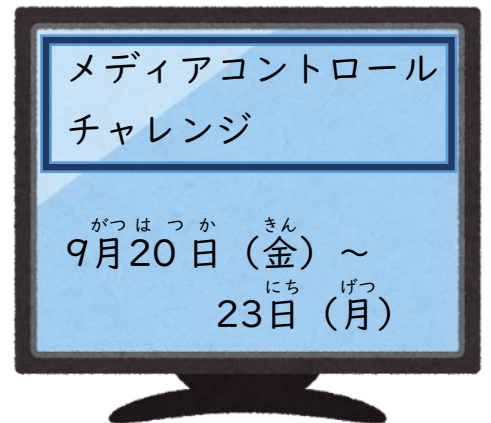 メディアコントロール
チャレンジ
がつ はつか きん
9月20日（金）～
にち げつ
23日（月）